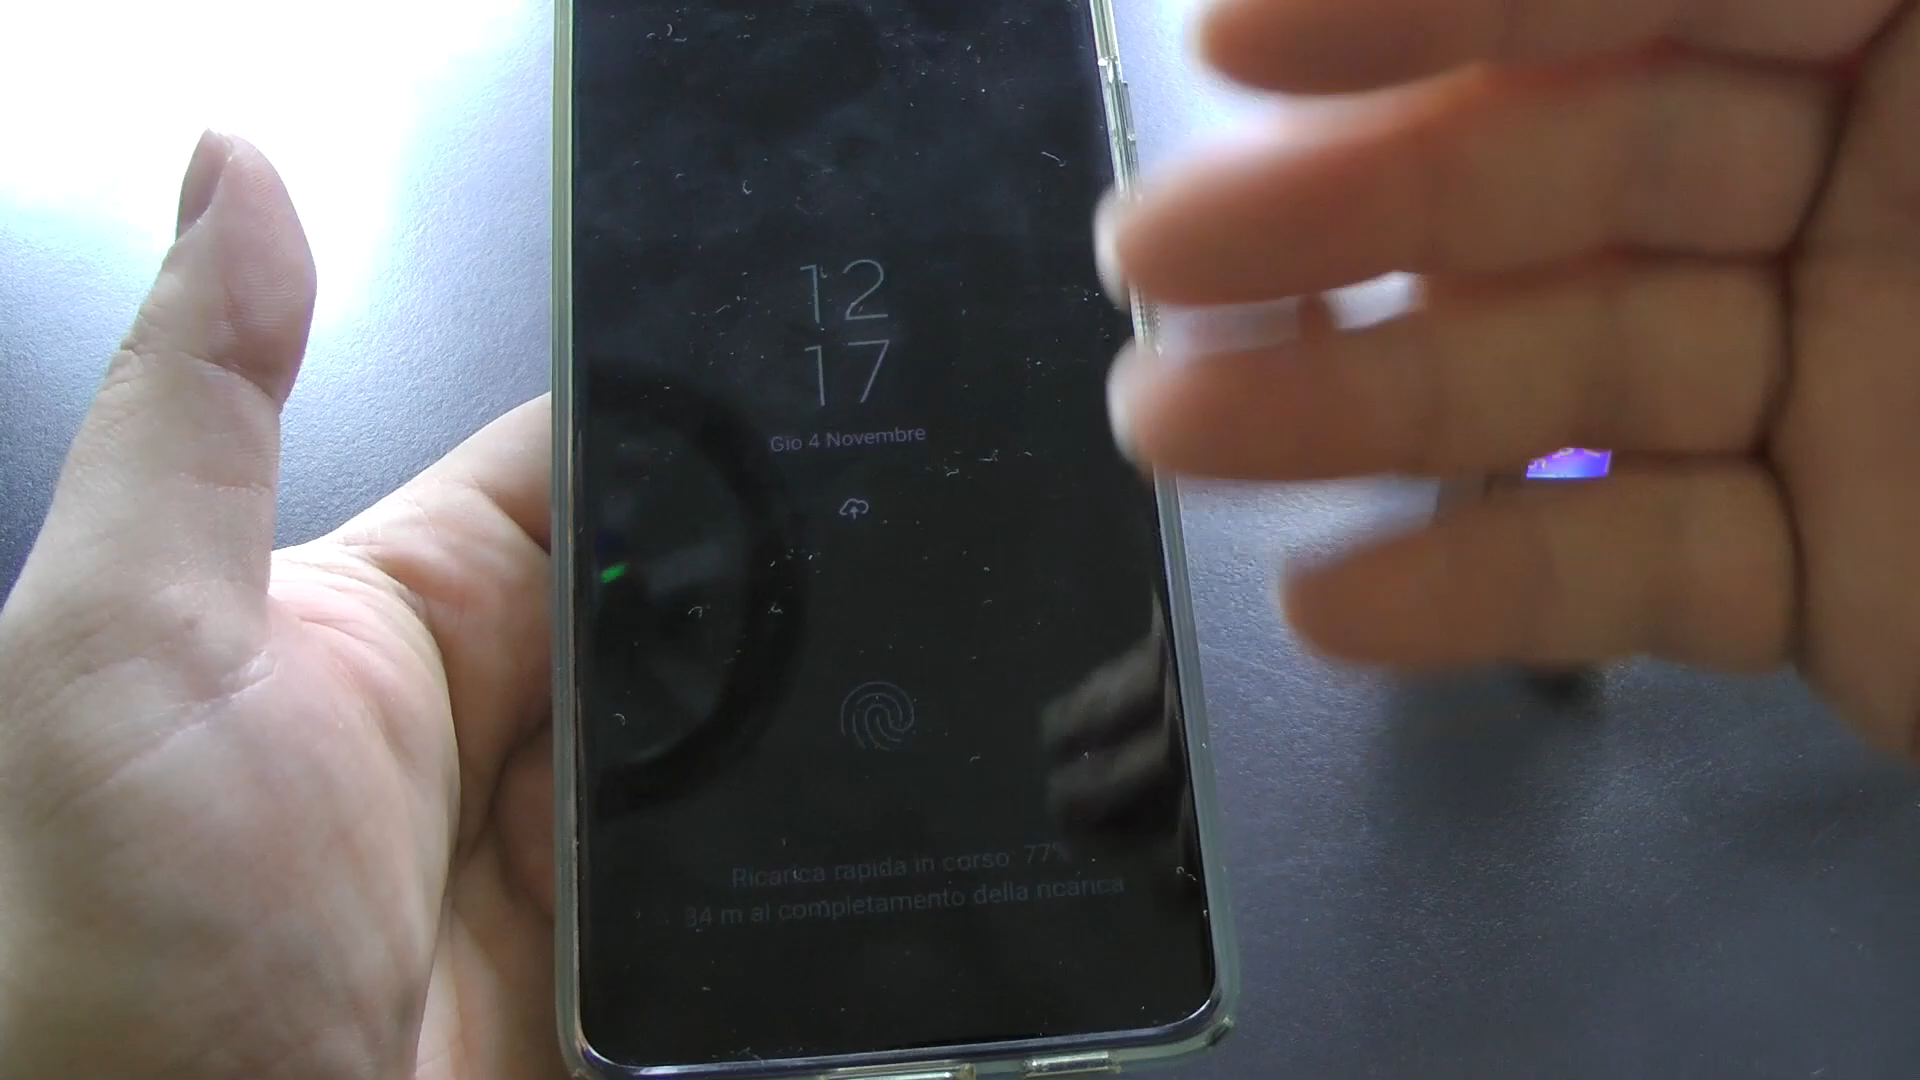 12
17
Gio 4 Novembre
Ricarica rapida in corso: 77%
34 m al completamento della ricarica